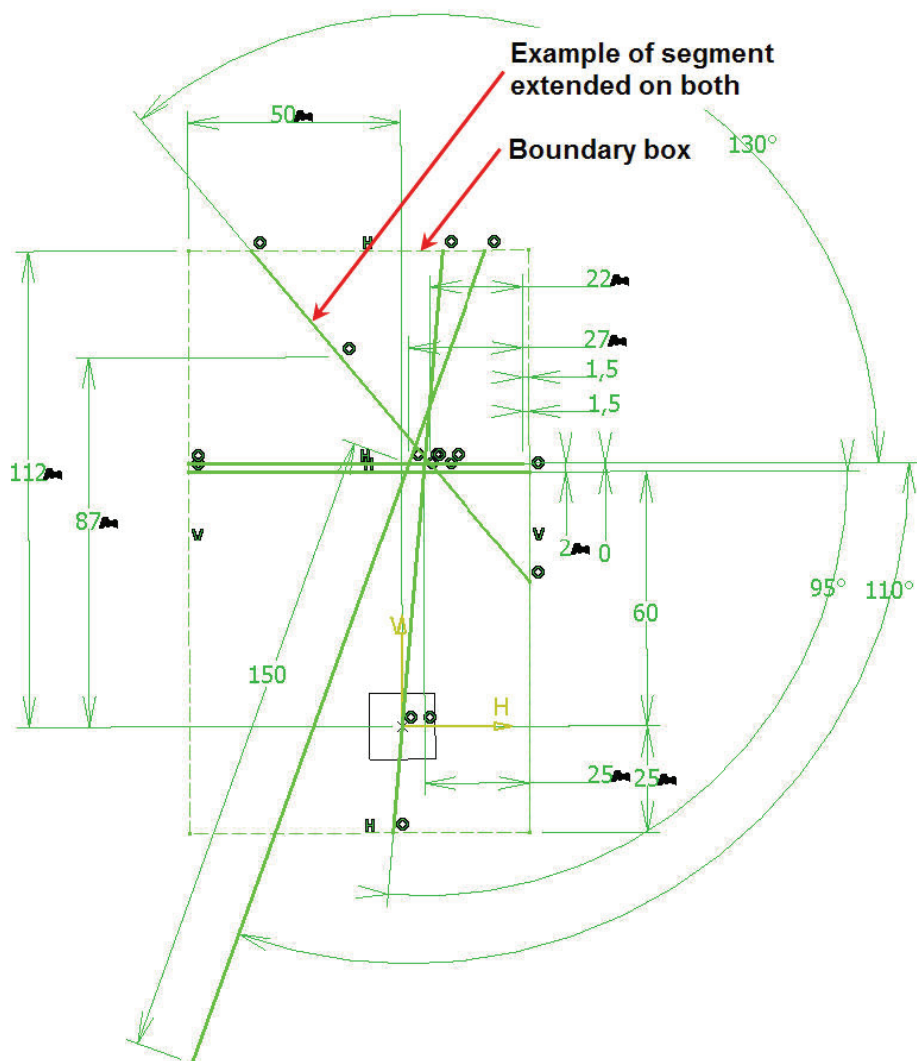 Example of segment
extended on both
50
Boundary box
130°
22
27
1,5
1,5
112
H
H
H
87
V
V
2
0
95°
110°
60
150
V
H
25
25
H